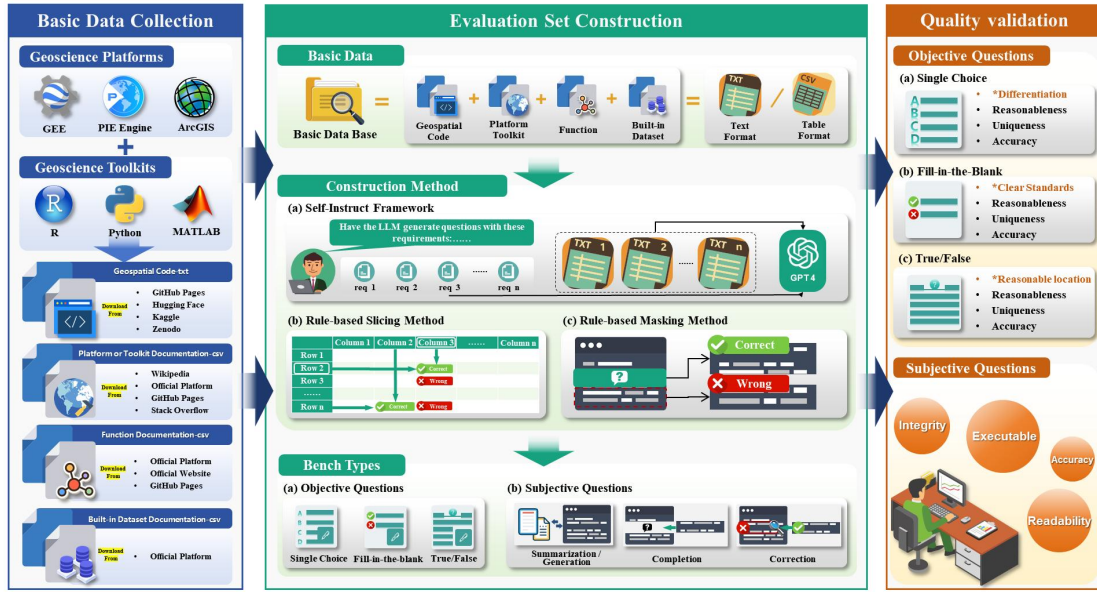 Basic Data Collection
Geoscience Platforms
GEE
PIE Engine
ArcGIS
+
Geoscience Toolkits
R
R
Python
MATLAB
Geospatial Code-txt
Download
From
• GitHub Pages
• Hugging Face
• Kaggle
• Zenodo
Platform or Toolkit Documentation-csv
Download
From
• Wikipedia
• Official Platform
• GitHub Pages
• Stack Overflow
Function Documentation-csv
Download
From
• Official Platform
• Official Website
• GitHub Pages
Built-in Dataset Documentation-csv
Download
From
• Official Platform
Evaluation Set Construction
Basic Data
Basic Data Base
=
Geospatial
Code
+
Platform
Toolkit
+
Function
+
Built-in
Dataset
=
TXT
Text
Format
/
CSV
Table
Format
Construction Method
(a) Self-Instruct Framework
Have the LLM generate questions with these
requirements:......
req 1
req 2
req 3
......
req n
TXT 1
TXT 2
......
TXT n
GPT4
(b) Rule-based Slicing Method
Column 1 Column 2 Column 3 ...... Column n
Row 1
Row 2 Correct
Row 3 Wrong
......
Row n Correct Wrong
(c) Rule-based Masking Method
?
Correct
Wrong
Bench Types
(a) Objective Questions
A
B
C
D
Single Choice
Fill-in-the-blank
True/False
(b) Subjective Questions
Summarization /
Generation
?
Completion
Correction
Quality validation
Objective Questions
(a) Single Choice
A
B
C
D
• *Differentiation
• Reasonableness
• Uniqueness
• Accuracy
(b) Fill-in-the-Blank
• *Clear Standards
• Reasonableness
• Uniqueness
• Accuracy
(c) True/False
?
• *Reasonable location
• Reasonableness
• Uniqueness
• Accuracy
Subjective Questions
Integrity
Executable
Accuracy
Readability